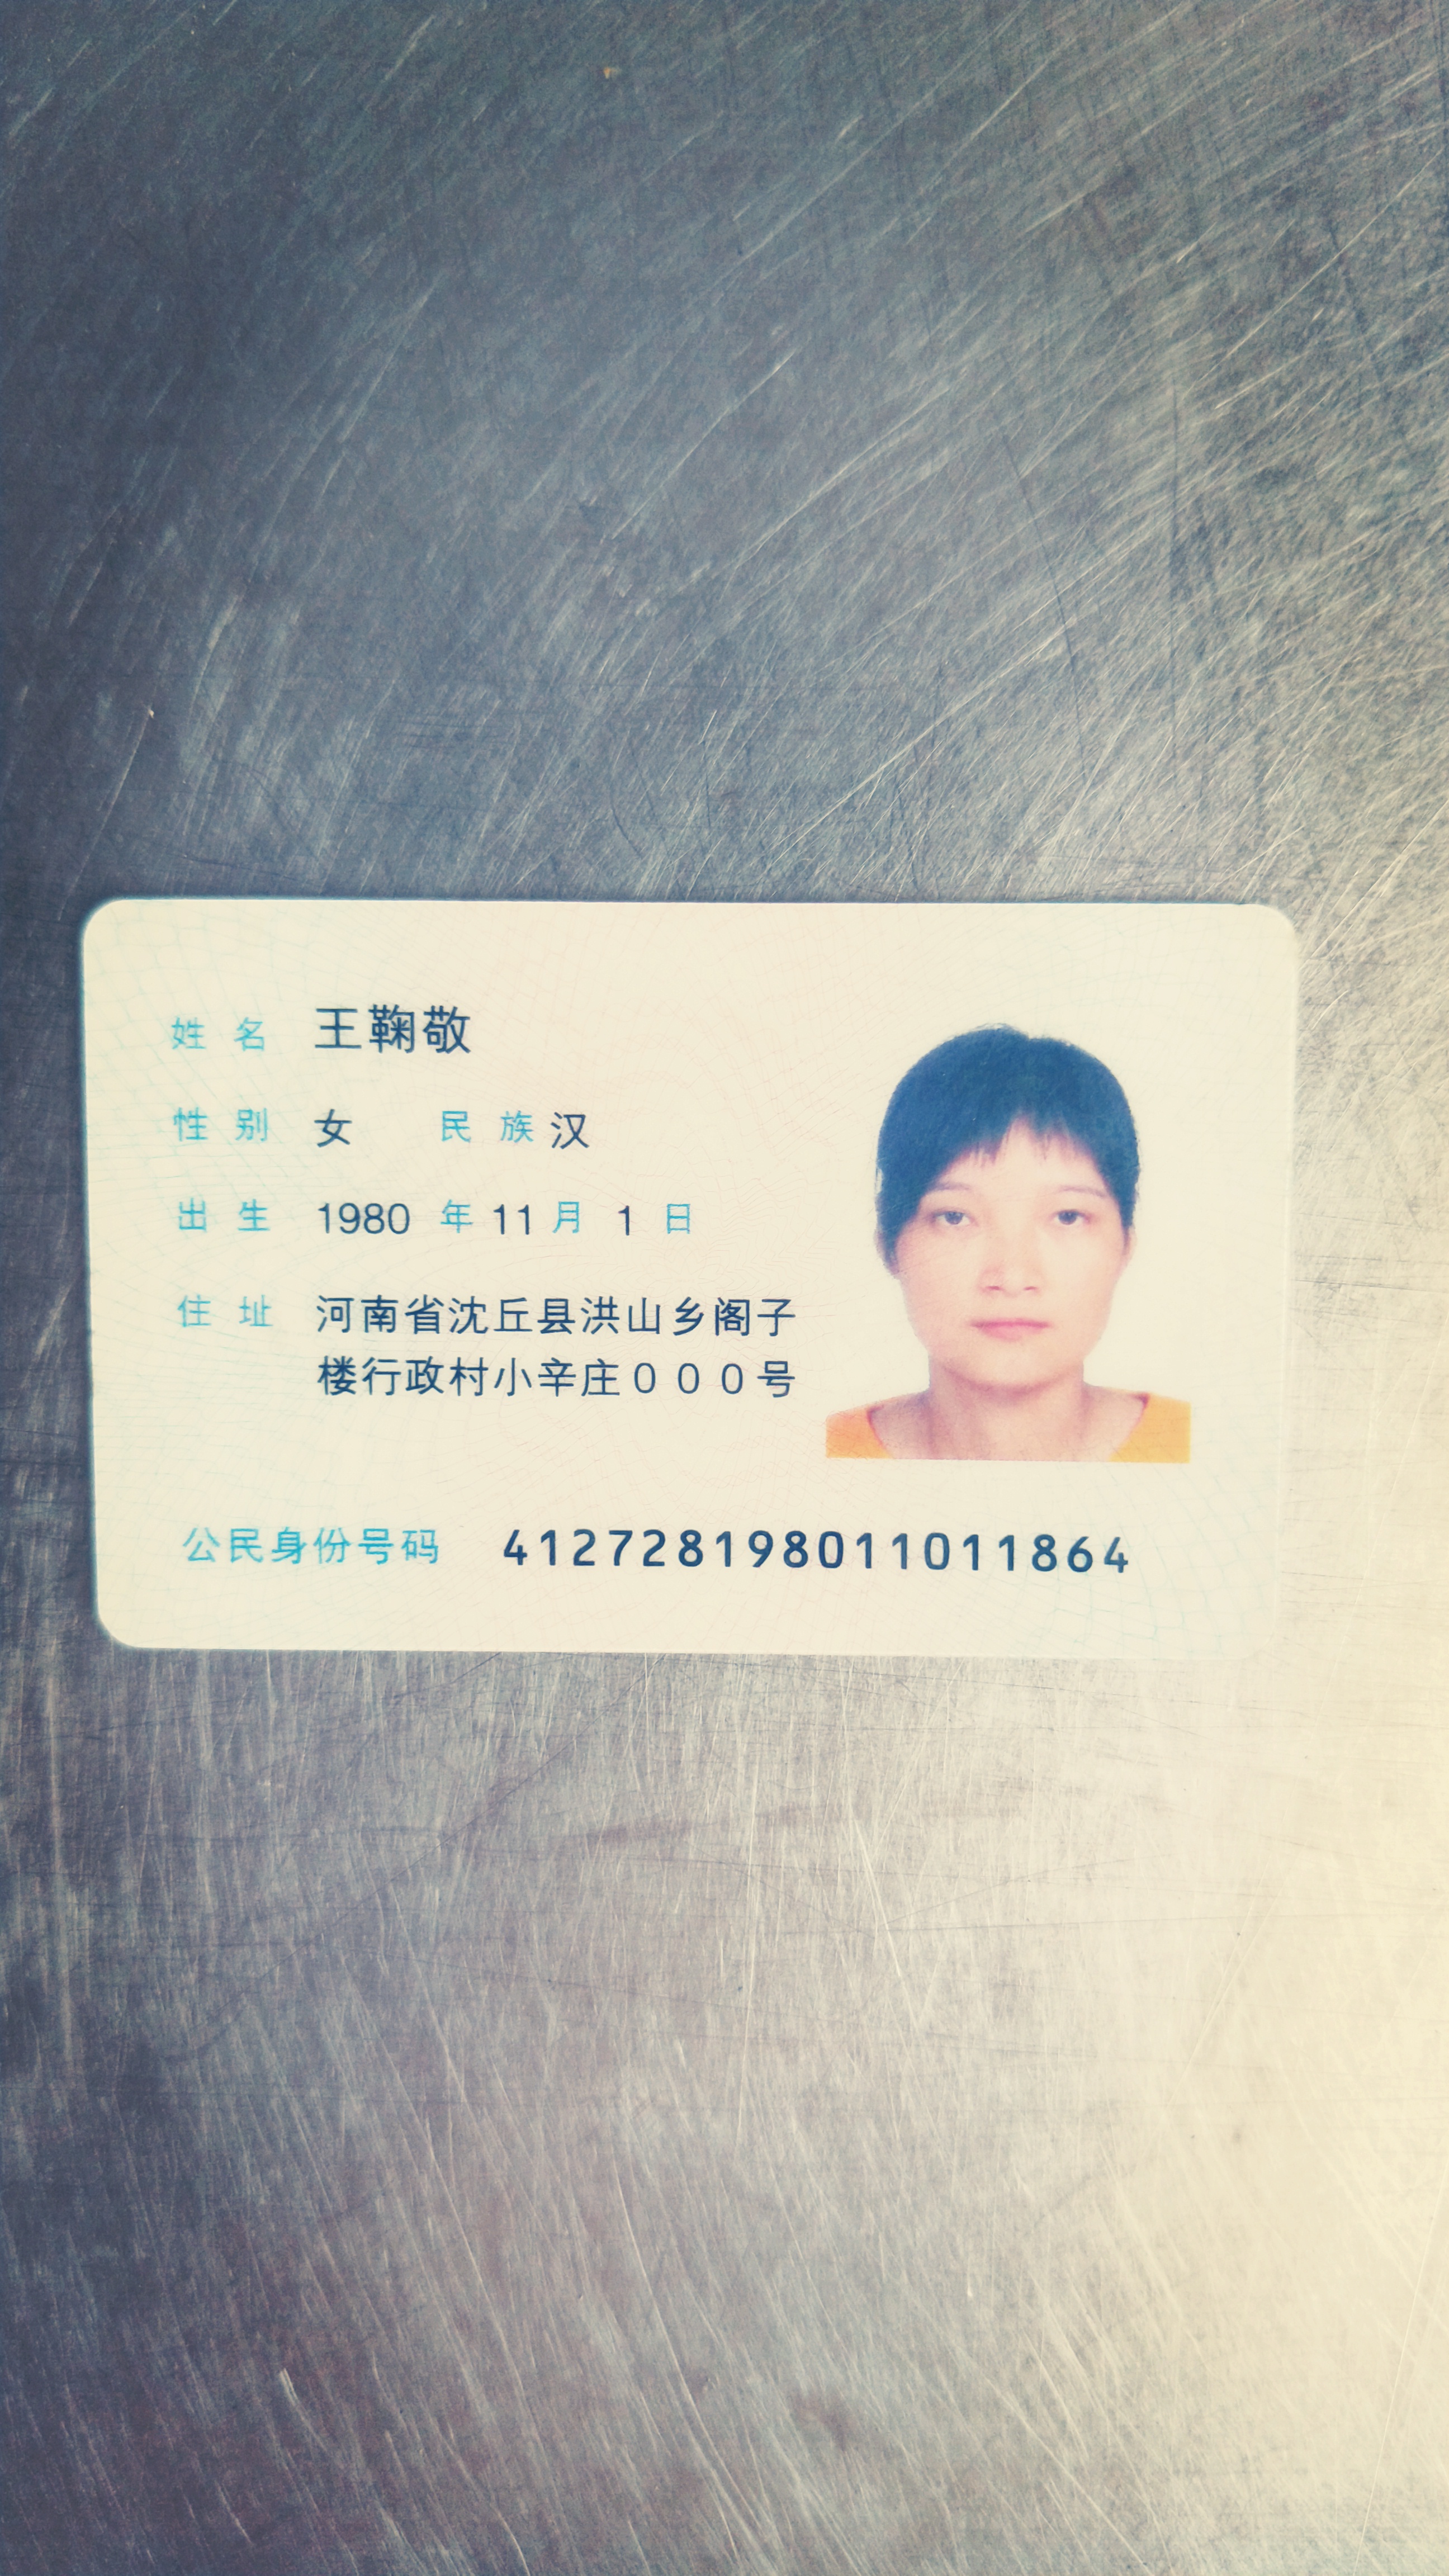 姓名 王鞠敬
性别 女 民族 汉
出生 1980 年 11 月 1 日
住址 河南省沈丘县洪山乡阁子
楼行政村小辛庄000号
公民身份号码 412728198011011864